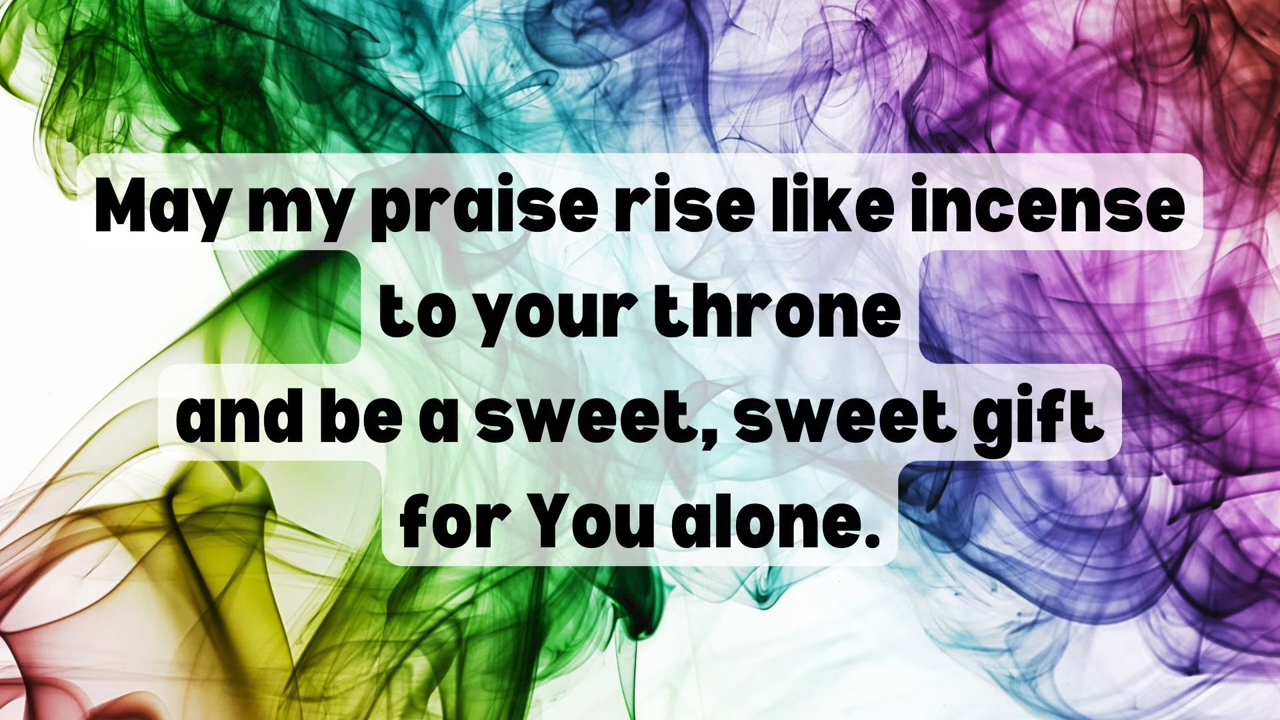 May my praise rise like incense
to your throne
and be a sweet, sweet gift
for You alone.